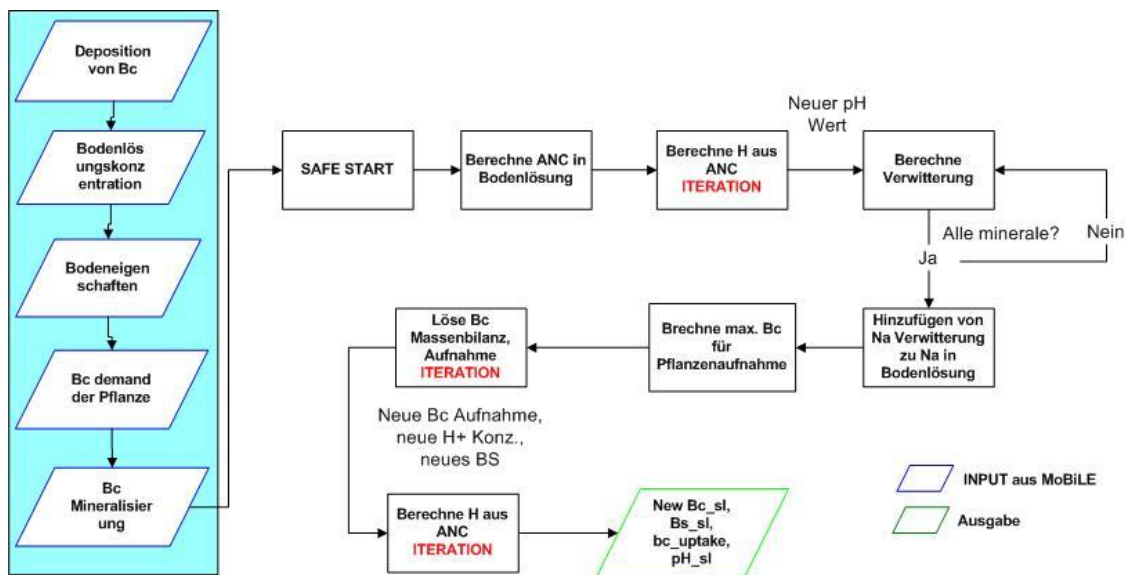 Deposition
von Bc
Bodenlös
ungskonz
entration
Bodeneigen
schaften
Bc demand
der Pflanze
Bc
Mineralisier
ung
SAFE START
Berechne ANC in
Bodenlösung
Berechne H aus
ANC
ITERATION
Neuer pH
Wert
Berechne
Verwitterung
Alle minerale?
Nein
Ja
Hinzufügen von
Na Verwitterung
zu Na in
Bodenlösung
Brechne max. Bc
für
Pflanzenaufnahme
Löse Bc
Massenbilanz,
Aufnahme
ITERATION
Neue Bc Aufnahme,
neue H+ Konz.,
neues BS
Berechne H aus
ANC
ITERATION
New Bc_sl,
Bs_sl,
bc_uptake,
pH_sl
INPUT aus MoBiLE
Ausgabe